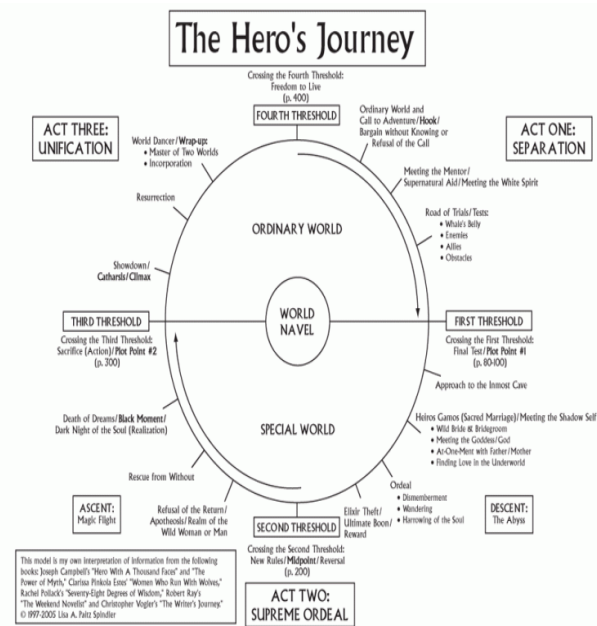 The Hero's Journey
Crossing the Fourth Threshold:
Freedom to Live
(p. 400)
FOURTH THRESHOLD
ACT ONE:
SEPARATION
Ordinary World and
Call to Adventure/Hook/
Bargain without Knowing or
Refusal of the Call
Meeting the Mentor/
Supernatural Aid/Meeting the White Spirit
Road of Trials/Tests:
• Whale's Belly
• Enemies
• Allies
• Obstacles
FIRST THRESHOLD
Crossing the First Threshold:
Final Test/Plot Point #1
(p. 80-100)
Approach to the Inmost Cave
Heiros Gamos (Sacred Marriage)/Meeting the Shadow Self
• Wild Bride & Bridegroom
• Meeting the Goddess/God
• At-One-Ment with Father/Mother
• Finding Love in the Underworld
Ordeal
• Dismemberment
• Wandering
• Harrowing of the Soul
DESCENT:
The Abyss
Elixir Theft/
Ultimate Boon/
Reward
SECOND THRESHOLD
Crossing the Second Threshold:
New Rules/Midpoint/Reversal
(p. 200)
ACT TWO:
SUPREME ORDEAL
Refusal of the Return/
Apotheosis/Realm of the
Wild Woman or Man
ASCENT:
Magic Flight
Rescue from Without
Death of Dreams/Black Moment/
Dark Night of the Soul (Realization)
THIRD THRESHOLD
Crossing the Third Threshold:
Sacrifice (Action)/Plot Point #2
(p. 300)
Showdown/
Catharsis/Climax
Resurrection
World Dancer/Wrap-up:
• Master of Two Worlds
• Incorporation
ACT THREE:
UNIFICATION
ORDINARY WORLD
WORLD
NAVEL
SPECIAL WORLD
This model is my own interpretation of information from the following
books: Joseph Campbell's "Hero With A Thousand Faces" and "The
Power of Myth," Clarissa Pinkola Estes' "Women Who Run With Wolves,"
Rachel Pollack's "Seventy-Eight Degrees of Wisdom," Robert Ray's
"The Weekend Novelist" and Christopher Vogler's "The Writer's Journey."
© 1997-2005 Lisa A. Paitz Spindler